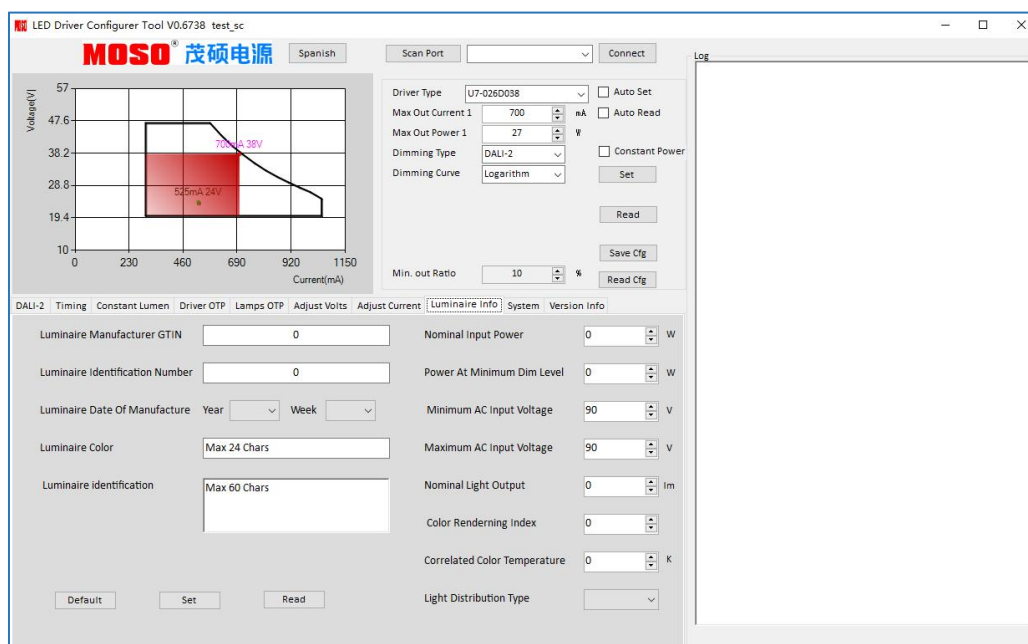 MOSO LED Driver Configurer Tool V0.6738 test_sc
MOSO® 茂硕电源
Spanish
Scan Port
Connect
Log
Voltage(V)
57
47.6
38.2
28.8
19.4
10
0 230 460 690 920 1150
Current(mA)
700mA 38V
525mA 24V
Driver Type U7-026D038 Auto Set
Max Out Current 1 700 mA Auto Read
Max Out Power 1 27 W
Dimming Type DALI-2 Constant Power
Dimming Curve Logarithm Set
Read
Save Cfg
Min. out Ratio 10 % Read Cfg
DALI-2 Timing Constant Lumen Driver OTP Lamps OTP Adjust Volts Adjust Current Luminaire Info System Version Info
Luminaire Manufacturer GTIN 0
Luminaire Identification Number 0
Luminaire Date Of Manufacture Year Week
Luminaire Color Max 24 Chars
Luminaire identification Max 60 Chars
Default Set Read
Nominal Input Power 0 W
Power At Minimum Dim Level 0 W
Minimum AC Input Voltage 90 V
Maximum AC Input Voltage 90 V
Nominal Light Output 0 lm
Color Renderning Index 0
Correlated Color Temperature 0 K
Light Distribution Type